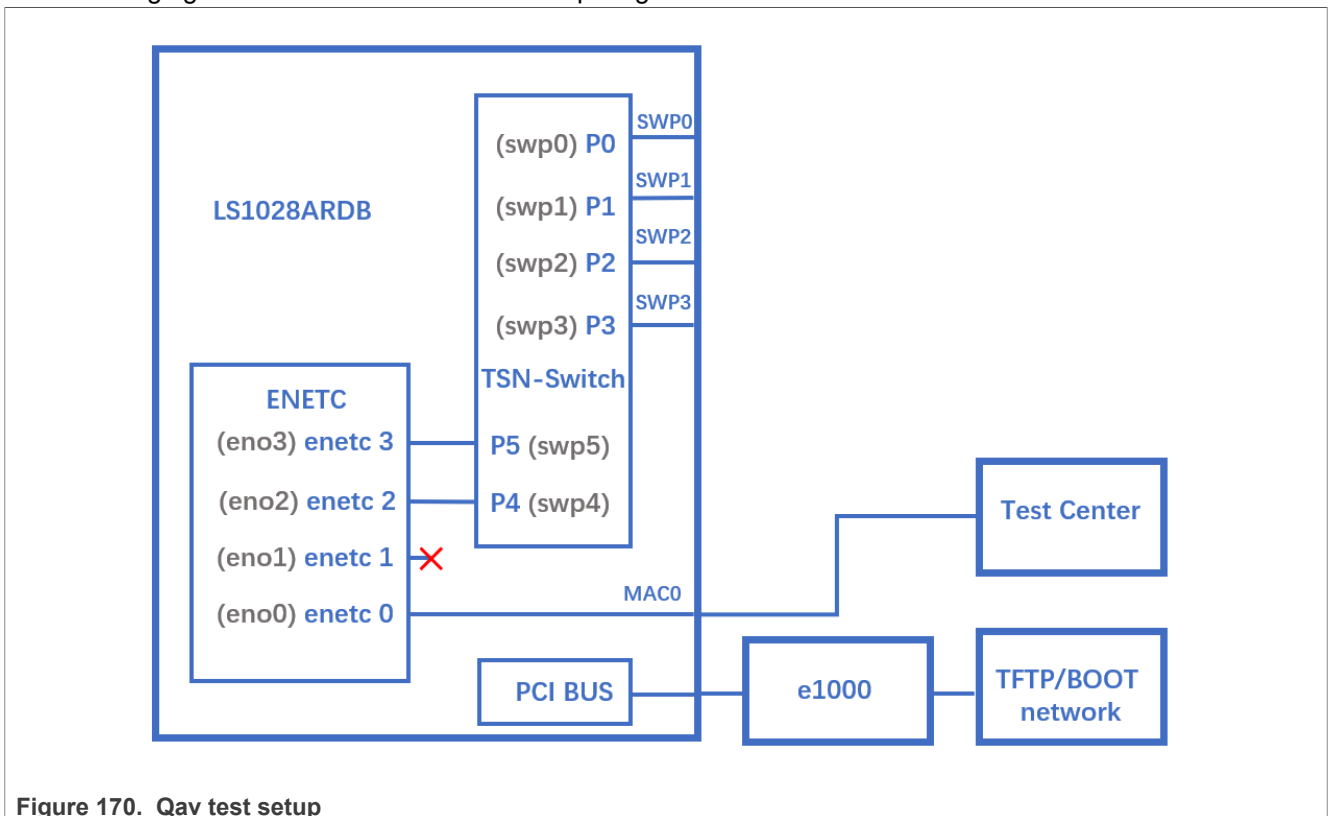 (swp0) P0
SWP0
(swp1) P1
SWP1
LS1028ARDB
(swp2) P2
SWP2
(swp3) P3
SWP3
TSN-Switch
ENETC
(eno3) enetc 3
P5 (swp5)
(eno2) enetc 2
P4 (swp4)
(eno1) enetc 1
(eno0) enetc 0
MAC0
Test Center
PCI BUS
e1000
TFTP/BOOT
network
Figure 170. Qav test setup